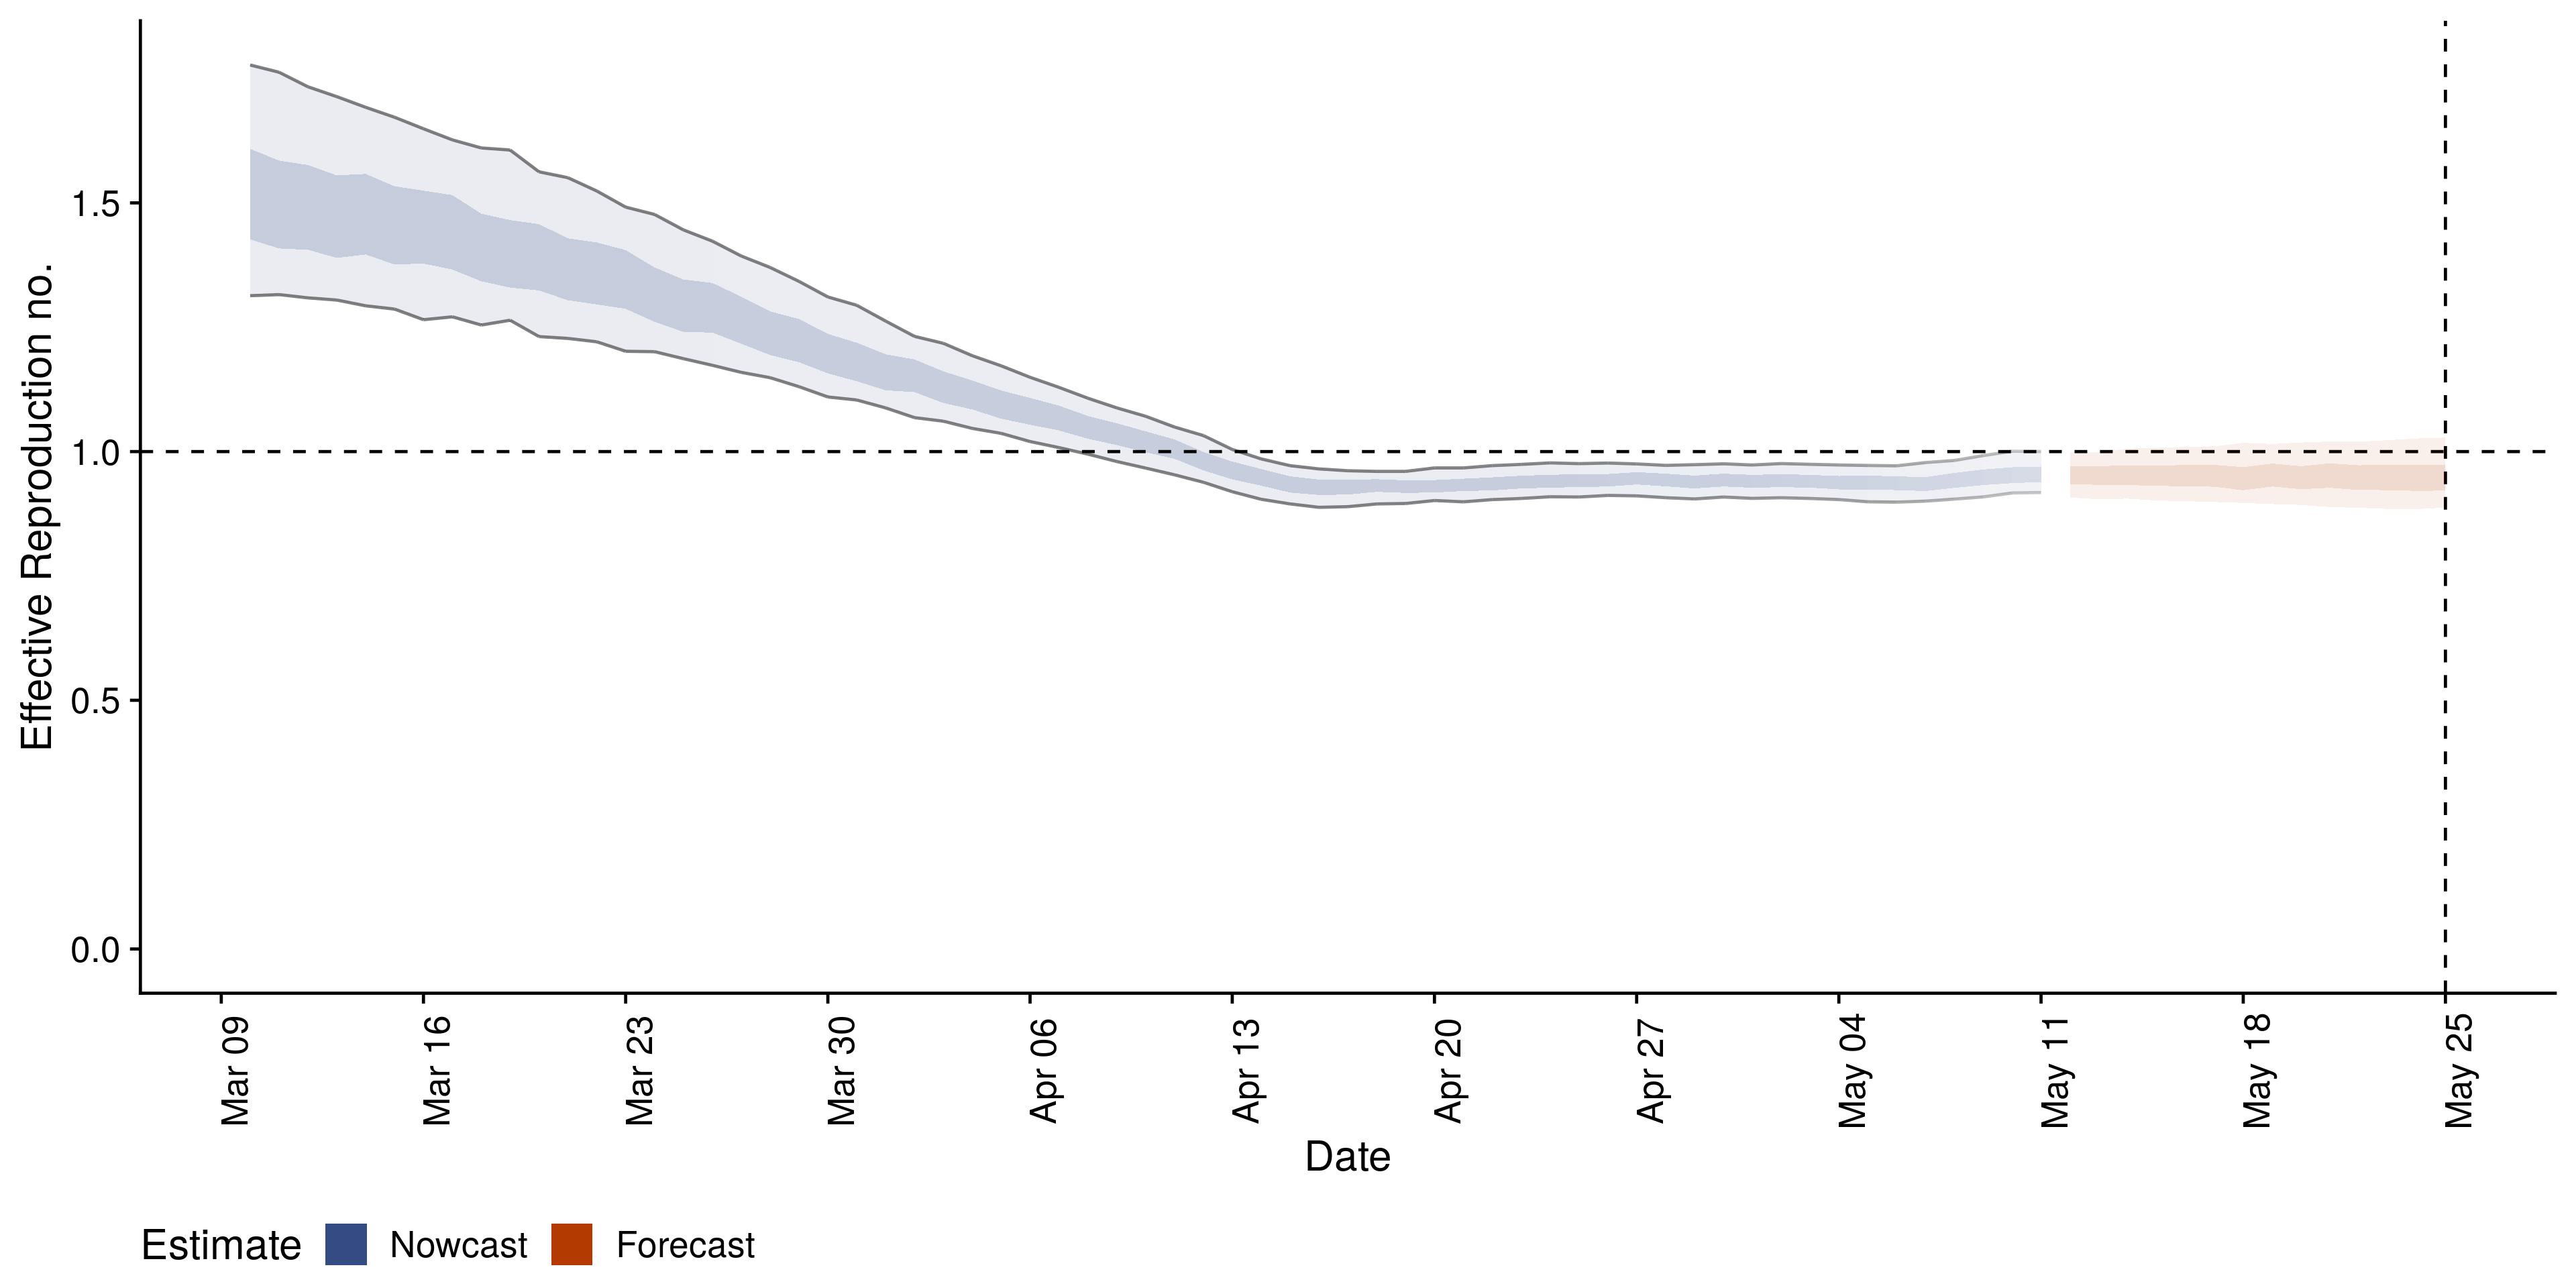 Effective Reproduction no.
1.5
1.0
0.5
0.0
Mar 09
Mar 16
Mar 23
Mar 30
Apr 06
Apr 13
Apr 20
Apr 27
May 04
May 11
May 18
May 25
Date
Estimate Nowcast Forecast